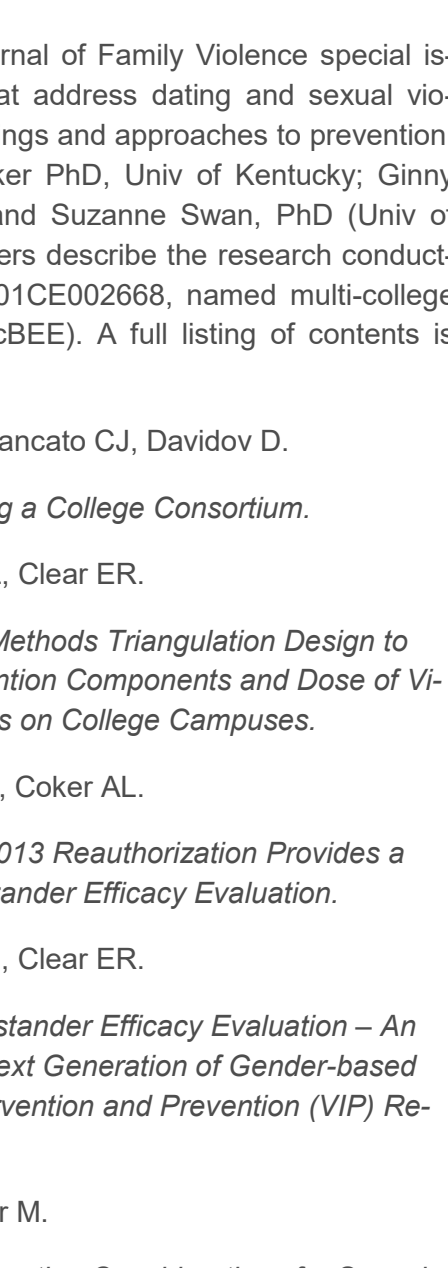 rnal of Family Violence special is-
at address dating and sexual vio-
ngs and approaches to prevention
ker PhD, Univ of Kentucky; Ginny
and Suzanne Swan, PhD (Univ of
ers describe the research conduct-
01CE002668, named multi-college
cBEE). A full listing of contents is
ancato CJ, Davidov D.
g a College Consortium.
, Clear ER.
Methods Triangulation Design to
ntion Components and Dose of Vi-
s on College Campuses.
, Coker AL.
013 Reauthorization Provides a
tander Efficacy Evaluation.
, Clear ER.
stander Efficacy Evaluation – An
ext Generation of Gender-based
rvention and Prevention (VIP) Re-
r M.